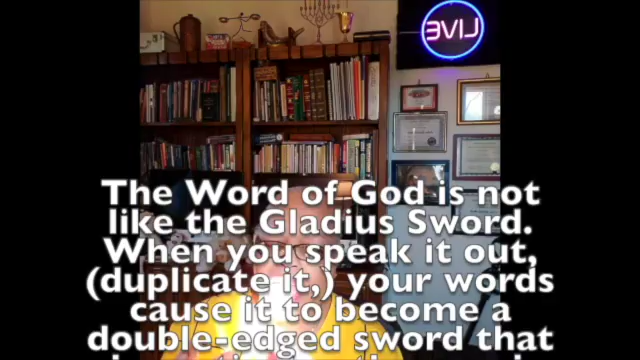 LIVE
The Word of God is not
like the Gladius Sword.
When you speak it out,
(duplicate it,) your words
cause it to become a
double-edged sword that